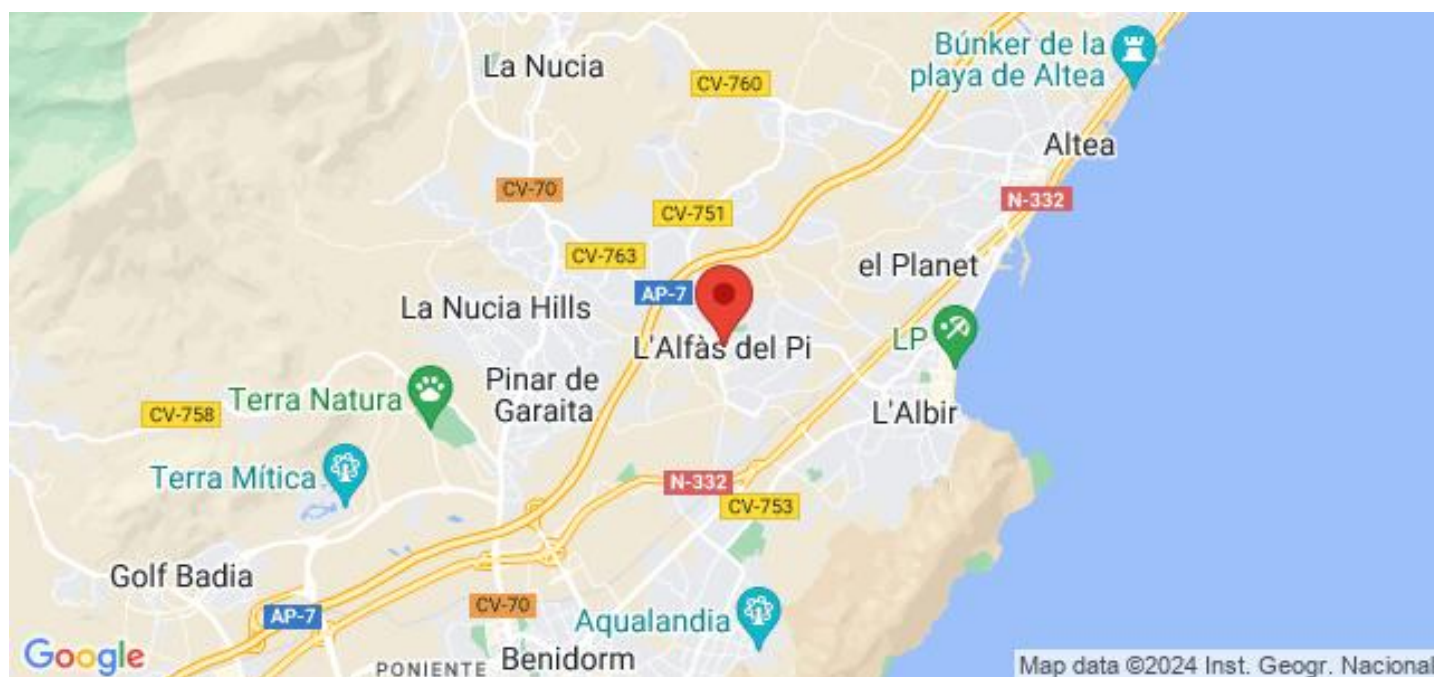 La Nucia
Búnker de la
playa de Altea
CV-760
Altea
CV-70
N-332
CV-751
CV-763
el Planet
AP-7
La Nucia Hills
LP
L'Alfàs del Pi
Pinar de
Garaita
Terra Natura
CV-758
L'Albir
Terra Mítica
N-332
CV-753
Golf Badia
CV-70
AP-7
Aqualandia
Google
PONIENTE
Benidorm
Map data ©2024 Inst. Geogr. Nacional